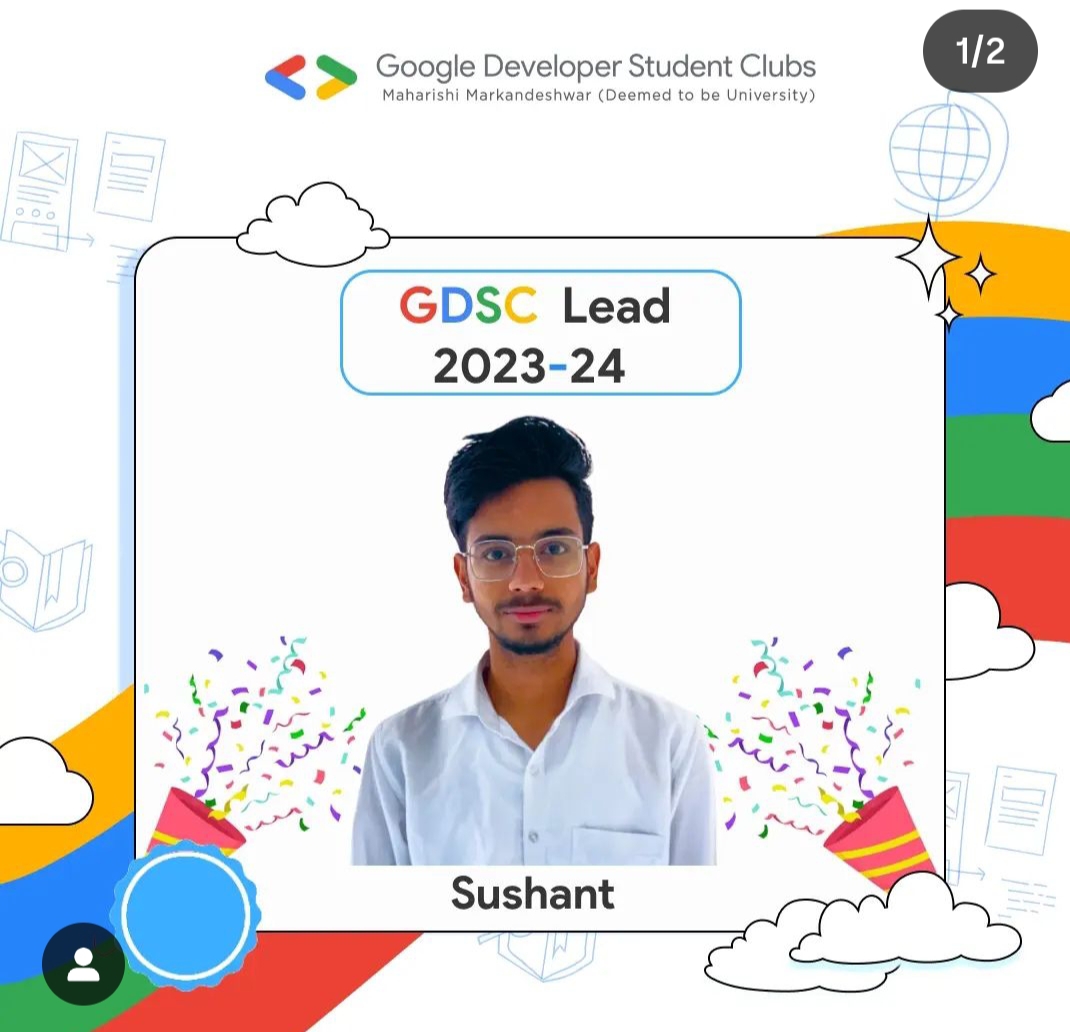 1/2
Google Developer Student Clubs
Maharishi Markandeshwar (Deemed to be University)
GDSC Lead
2023-24
Sushant